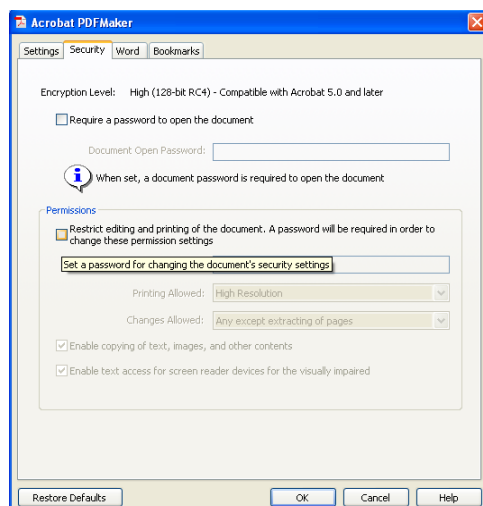 Acrobat PDFMaker
Settings Security Word Bookmarks
Encryption Level: High (128-bit RC4) - Compatible with Acrobat 5.0 and later
Require a password to open the document
Document Open Password:
When set, a document password is required to open the document
Permissions
Restrict editing and printing of the document. A password will be required in order to
change these permission settings
Set a password for changing the document's security settings
Printing Allowed: High Resolution
Changes Allowed: Any except extracting of pages
Enable copying of text, images, and other contents
Enable text access for screen reader devices for the visually impaired
Restore Defaults OK Cancel Help